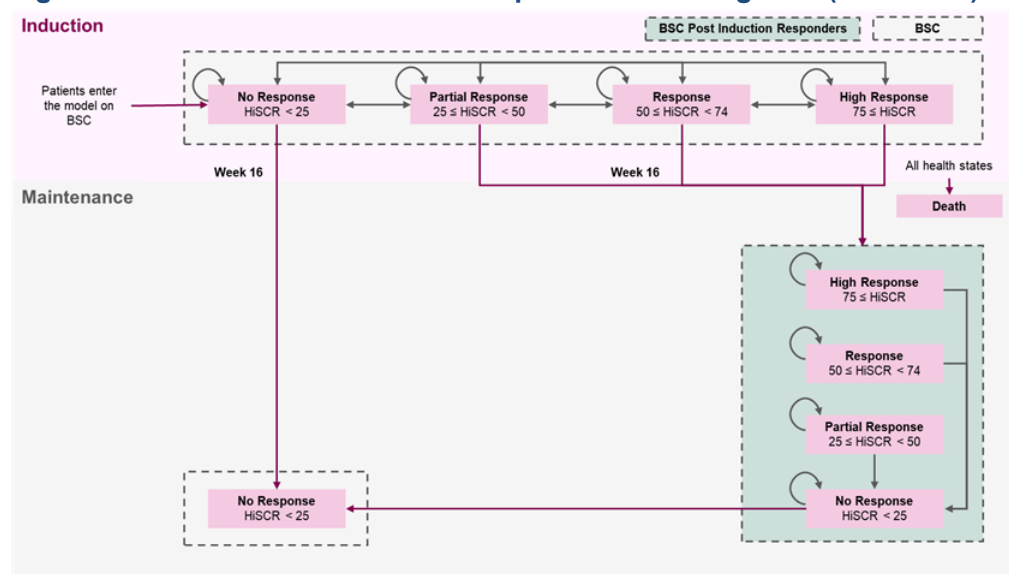 Induction
BSC Post Induction Responders
BSC
Patients enter
the model on
BSC
No Response
HiSCR < 25
Partial Response
25 ≤ HiSCR < 50
Response
50 ≤ HiSCR < 74
High Response
75 ≤ HiSCR
Week 16
Week 16
All health states
Death
Maintenance
High Response
75 ≤ HiSCR
Response
50 ≤ HiSCR < 74
Partial Response
25 ≤ HiSCR < 50
No Response
HiSCR < 25
No Response
HiSCR < 25